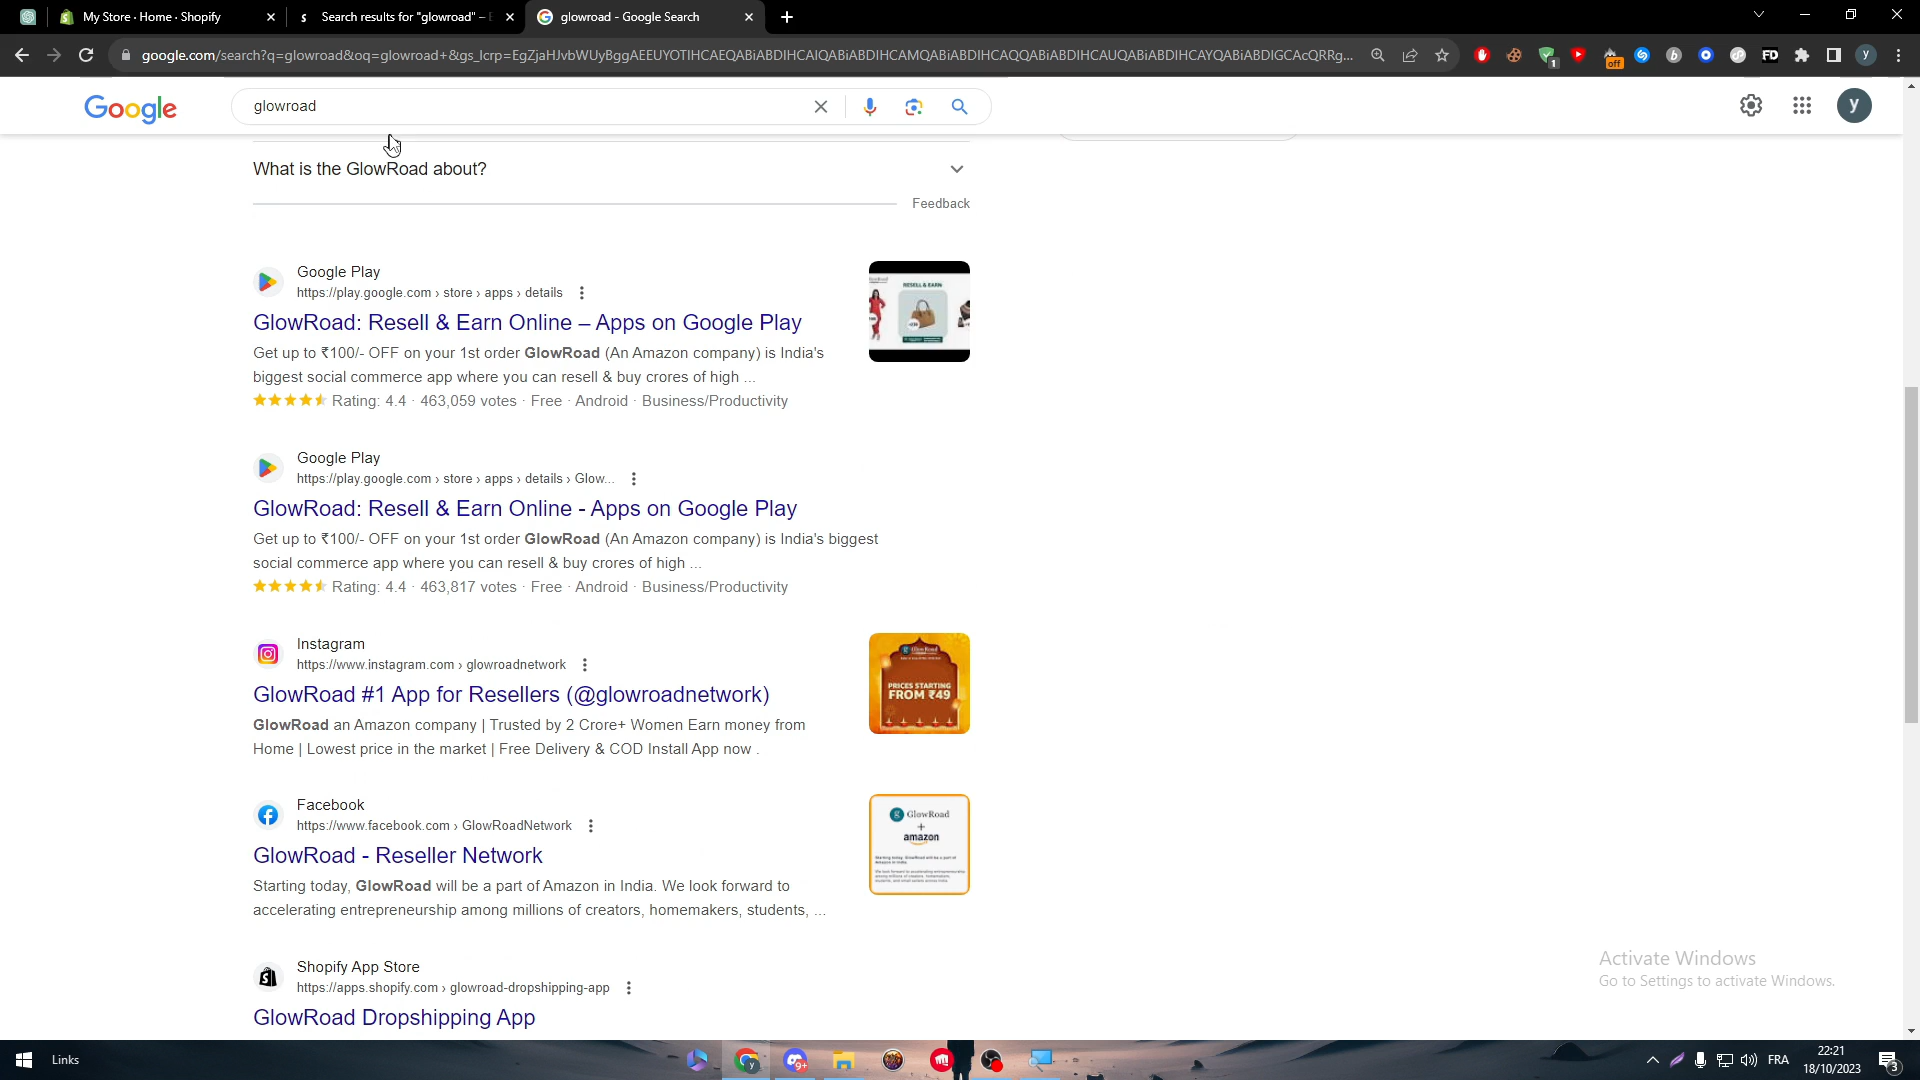 My Store · Home · Shopify
Search results for "glowroad" –
glowroad - Google Search
google.com/search?q=glowroad&oq=glowroad+&gs_lcrp=EgZjaHJvbWUyBggAEEUYOTIHCAEQABiABDIHCAIQABiABDIHCAMQABiABDIHCAQQABiABDIHCAUQABiABDIHCAYQABiABDIGCAcQRRg...
1
off
FD
y
Google
glowroad
y
What is the GlowRoad about?
Feedback
Google Play
https://play.google.com › store › apps › details
GlowRoad: Resell & Earn Online – Apps on Google Play
Get up to ₹100/- OFF on your 1st order GlowRoad (An Amazon company) is India's
biggest social commerce app where you can resell & buy crores of high ...
Rating: 4.4 · 463,059 votes · Free · Android · Business/Productivity
RESELL & EARN
Google Play
https://play.google.com › store › apps › details › Glow...
GlowRoad: Resell & Earn Online - Apps on Google Play
Get up to ₹100/- OFF on your 1st order GlowRoad (An Amazon company) is India's biggest
social commerce app where you can resell & buy crores of high ...
Rating: 4.4 · 463,817 votes · Free · Android · Business/Productivity
Instagram
https://www.instagram.com › glowroadnetwork
GlowRoad #1 App for Resellers (@glowroadnetwork)
GlowRoad an Amazon company | Trusted by 2 Crore+ Women Earn money from
Home | Lowest price in the market | Free Delivery & COD Install App now .
GlowRoad
PRICES STARTING
FROM ₹49
Facebook
https://www.facebook.com › GlowRoadNetwork
GlowRoad - Reseller Network
Starting today, GlowRoad will be a part of Amazon in India. We look forward to
accelerating entrepreneurship among millions of creators, homemakers, students, ...
GlowRoad
+
amazon
Shopify App Store
https://apps.shopify.com › glowroad-dropshipping-app
GlowRoad Dropshipping App
Activate Windows
Go to Settings to activate Windows.
Links
9+
FRA
22:21
18/10/2023
3